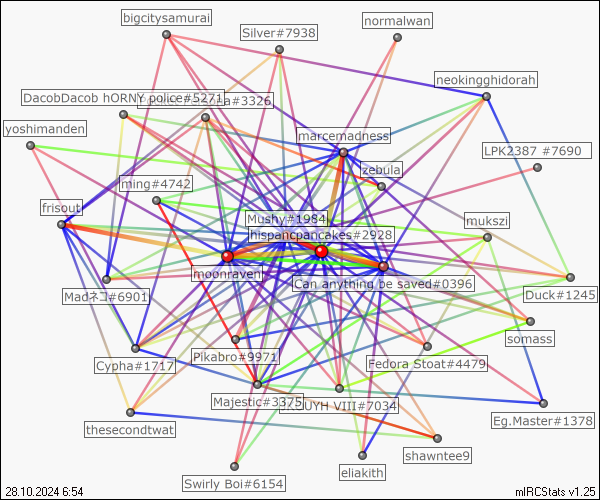 bigcitysamurai
normalwan
Silver#7938
neokingghidorah
DacobDacob hORNY police#5271
a#3326
yoshimanden
marcemadness
LPK2387 #7690
zebula
ming#4742
frisout
Mushy#1984
mukszi
hispancpancakes#2928
moonraven
Can anything be saved#0396
Madネコ#6901
Duck#1245
somass
Pikabro#9971
Cypha#1717
Fedora Stoat#4479
Majestic#3375
UYH VIII#7034
Eg.Master#1378
thesecondtwat
shawntee9
eliakith
Swirly Boi#6154
28.10.2024 6:54
mIRCStats v1.25